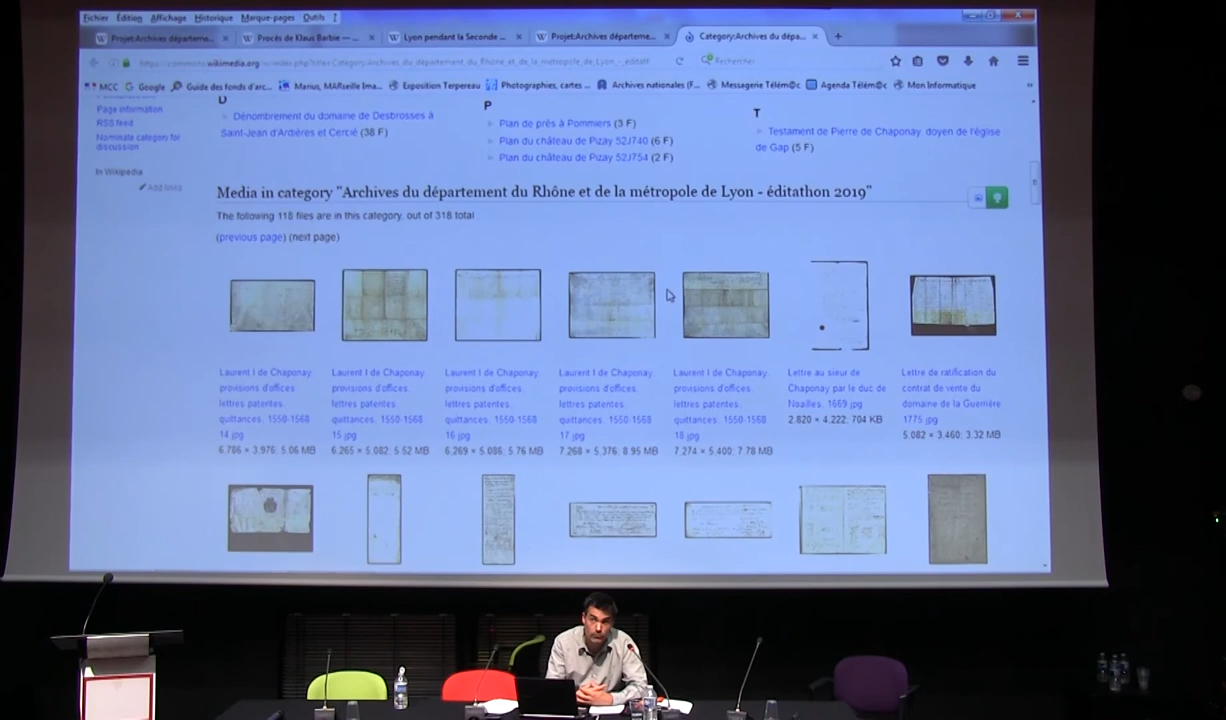 Fichier Édition Affichage Historique Marque-pages Outils ?
Projet:Archives départeme... × Procès de Klaus Barbie — ... × Lyon pendant la Seconde ... × Projet:Archives départeme... × Category:Archives du dépa... × +
https://commons.wikimedia.org/w/index.php?title=Category:Archives_du_département_du_Rhône_et_de_la_métropole_de_Lyon_-_éditath
Rechercher
MCC Google Guide des fonds d'arc... Marius, MARseille Ima... Exposition Terpereau Photographies, cartes ... Archives nationales (F... Messagerie Télém@c Agenda Télém@c Mon Informatique
Page information
RSS feed
Nominate category for
discussion
In Wikipedia
Add links
D
Dénombrement du domaine de Desbrosses à
Saint-Jean-d'Ardières et Cercié (38 F)
P
Plan de prés à Pommiers (3 F)
Plan du château de Pizay 52J740 (6 F)
Plan du château de Pizay 52J754 (2 F)
T
Testament de Pierre de Chaponay, doyen de l'église
de Gap (5 F)
Media in category "Archives du département du Rhône et de la métropole de Lyon - éditathon 2019"
The following 118 files are in this category, out of 318 total
(previous page) (next page)
Laurent I de Chaponay,
provisions d'offices
lettres patentes,
quittances, 1550-1568
14.jpg
6.786 × 3.976; 5.06 MB
Laurent I de Chaponay,
provisions d'offices
lettres patentes,
quittances, 1550-1568
15.jpg
6.265 × 5.082; 5.52 MB
Laurent I de Chaponay,
provisions d'offices
lettres patentes,
quittances, 1550-1568
16.jpg
6.269 × 5.086; 5.76 MB
Laurent I de Chaponay,
provisions d'offices
lettres patentes,
quittances, 1550-1568
17.jpg
7.268 × 5.376; 8.95 MB
Laurent I de Chaponay,
provisions d'offices
lettres patentes,
quittances, 1550-1568
18.jpg
7.274 × 5.400; 7.78 MB
Lettre au sieur de
Chaponay par le duc de
Noailles, 1669.jpg
2.820 × 4.222; 704 KB
Lettre de ratification du
contrat de vente du
domaine de la Guerrière
1775.jpg
5.082 × 3.460; 3.32 MB